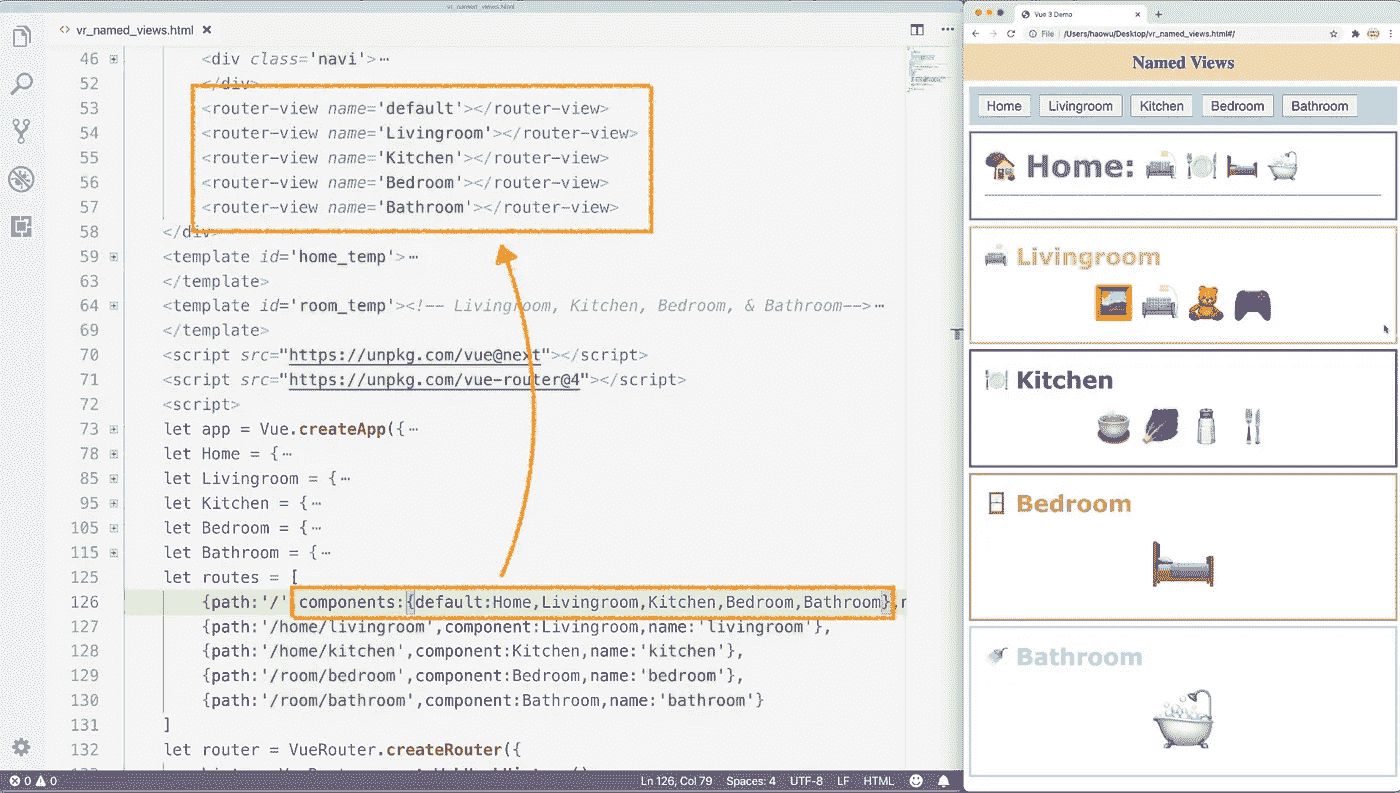 vr_named_views.html
vr_named_views.html ×
46 <div class='navi'>⋯
52 </div>
53 <router-view name='default'></router-view>
54 <router-view name='Livingroom'></router-view>
55 <router-view name='Kitchen'></router-view>
56 <router-view name='Bedroom'></router-view>
57 <router-view name='Bathroom'></router-view>
58 </div>
59 <template id='home_temp'>⋯
63 </template>
64 <template id='room_temp'><!-- Livingroom, Kitchen, Bedroom, & Bathroom-->⋯
69 </template>
70 <script src="https://unpkg.com/vue@next"></script>
71 <script src="https://unpkg.com/vue-router@4"></script>
72 <script>
73 let app = Vue.createApp({⋯
78 let Home = {⋯
85 let Livingroom = {⋯
95 let Kitchen = {⋯
105 let Bedroom = {⋯
115 let Bathroom = {⋯
125 let routes = [
126 {path:'/' components:{default:Home,Livingroom,Kitchen,Bedroom,Bathroom}
127 {path:'/home/livingroom',component:Livingroom,name:'livingroom'},
128 {path:'/home/kitchen',component:Kitchen,name:'kitchen'},
129 {path:'/room/bedroom',component:Bedroom,name:'bedroom'},
130 {path:'/room/bathroom',component:Bathroom,name:'bathroom'}
131 ]
132 let router = VueRouter.createRouter({
0 0 Ln 126, Col 79 Spaces: 4 UTF-8 LF HTML
Vue 3 Demo
File /Users/haowu/Desktop/vr_named_views.html#/
Named Views
Home Livingroom Kitchen Bedroom Bathroom
Home:
Livingroom
Kitchen
Bedroom
Bathroom